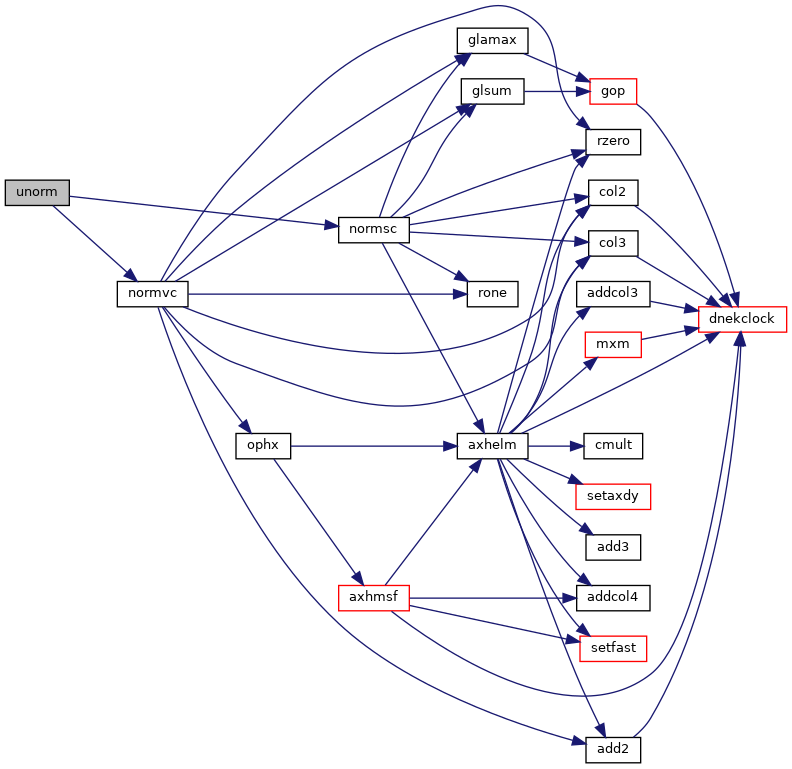 glamax
glsum
gop
rzero
unorm
col2
normsc
col3
normvc
rone
addcol3
dnekclock
mxm
ophx
axhelm
cmult
setaxdy
add3
axhmsf
addcol4
setfast
add2